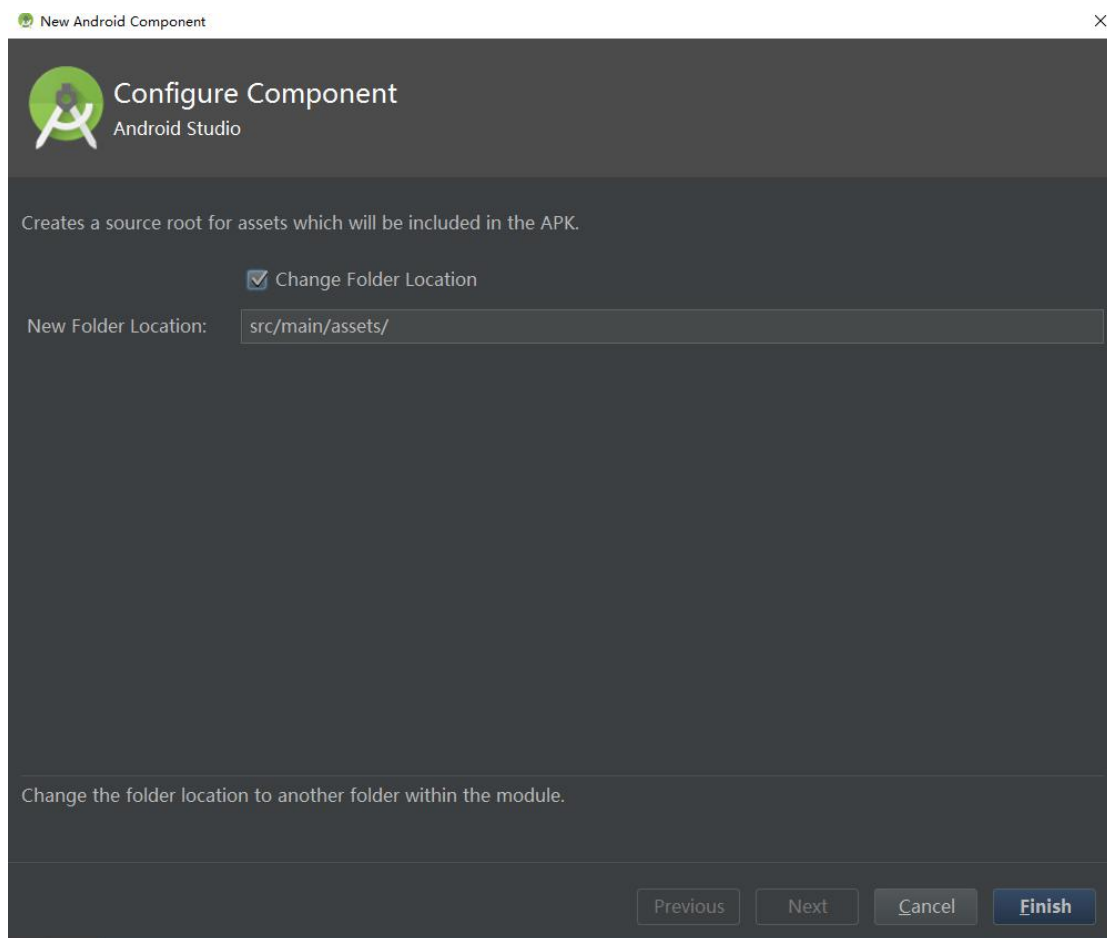 New Android Component
Configure Component
Android Studio
Creates a source root for assets which will be included in the APK.
Change Folder Location
New Folder Location: src/main/assets/
Change the folder location to another folder within the module.
Previous Next Cancel Finish